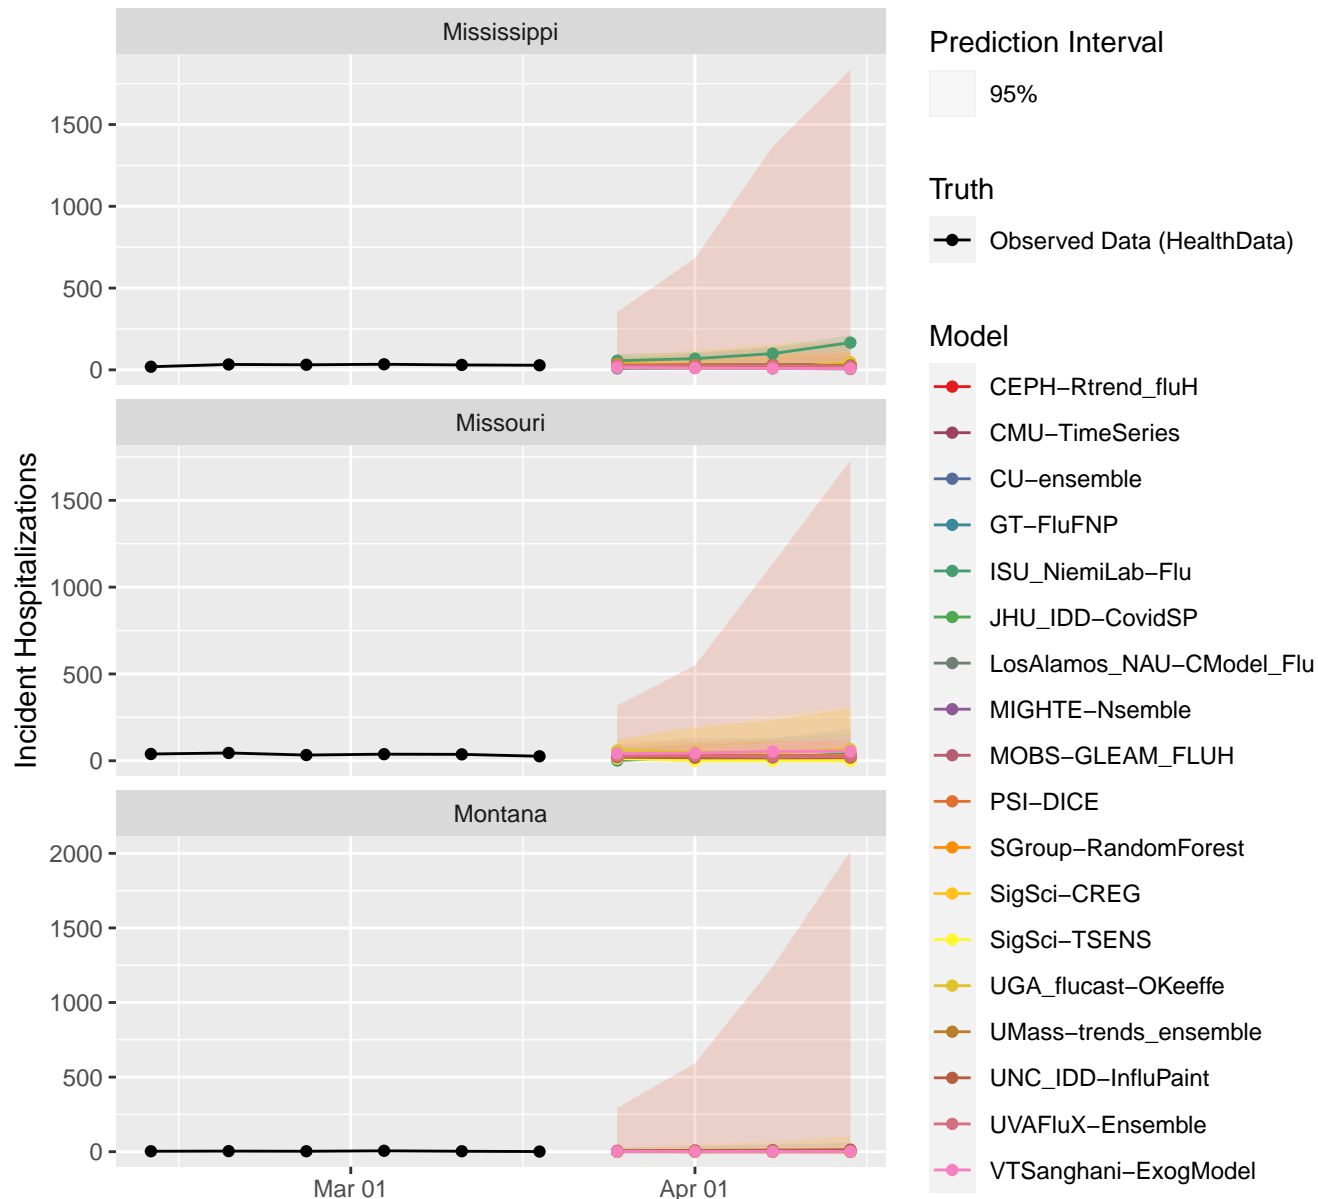 Mississippi
1500
1000
500
0
Missouri
1500
1000
500
0
Montana
2000
1500
1000
500
0
Mar 01
Apr 01
Incident Hospitalizations
Prediction Interval
95%
Truth
Observed Data (HealthData)
Model
CEPH−Rtrend_fluH
CMU−TimeSeries
CU−ensemble
GT−FluFNP
ISU_NiemiLab−Flu
JHU_IDD−CovidSP
LosAlamos_NAU−CModel_Flu
MIGHTE−Nsemble
MOBS−GLEAM_FLUH
PSI−DICE
SGroup−RandomForest
SigSci−CREG
SigSci−TSENS
UGA_flucast−OKeeffe
UMass−trends_ensemble
UNC_IDD−InfluPaint
UVAFluX−Ensemble
VTSanghani−ExogModel